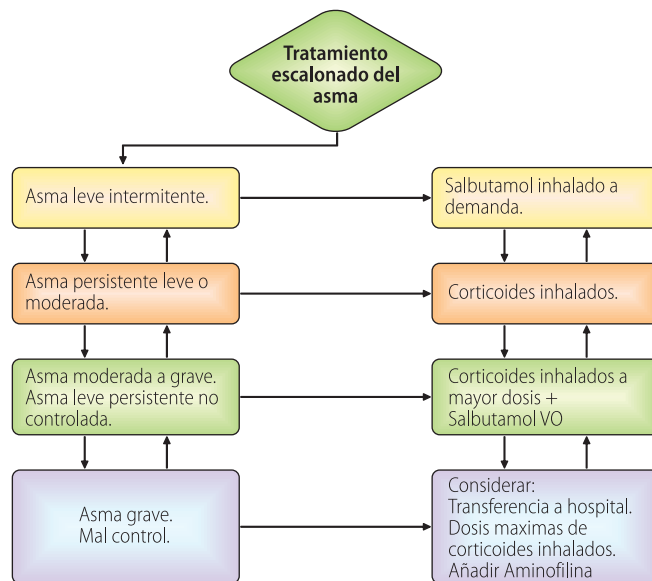 Tratamiento
escalonado del
asma
Asma leve intermitente.
Salbutamol inhalado a
demanda.
Asma persistente leve o
moderada.
Corticoides inhalados.
Asma moderada a grave.
Asma leve persistente no
controlada.
Corticoides inhalados a
mayor dosis +
Salbutamol VO
Asma grave.
Mal control.
Considerar:
Transferencia a hospital.
Dosis maximas de
corticoides inhalados.
Añadir Aminofilina